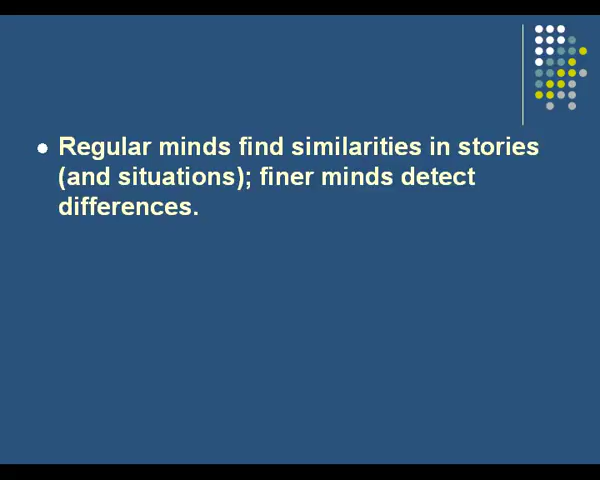 Regular minds find similarities in stories
(and situations); finer minds detect
differences.